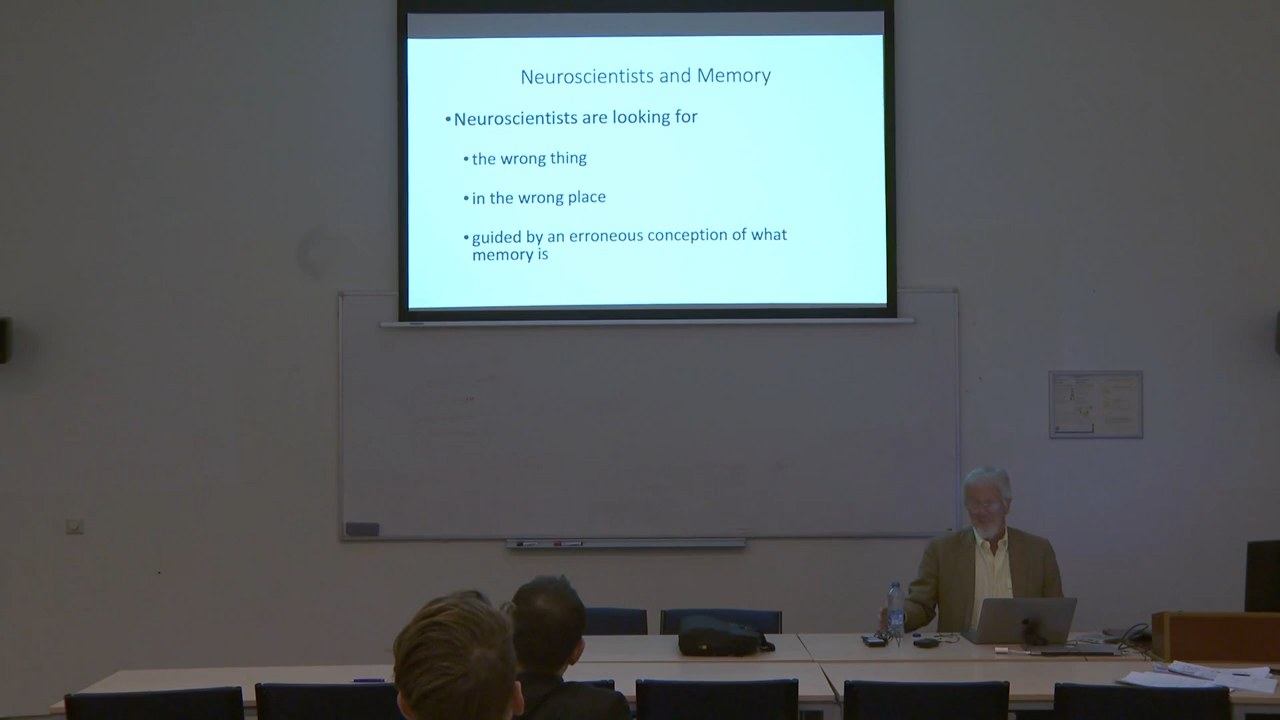 Neuroscientists and Memory
•Neuroscientists are looking for
•the wrong thing
•in the wrong place
•guided by an erroneous conception of what
memory is